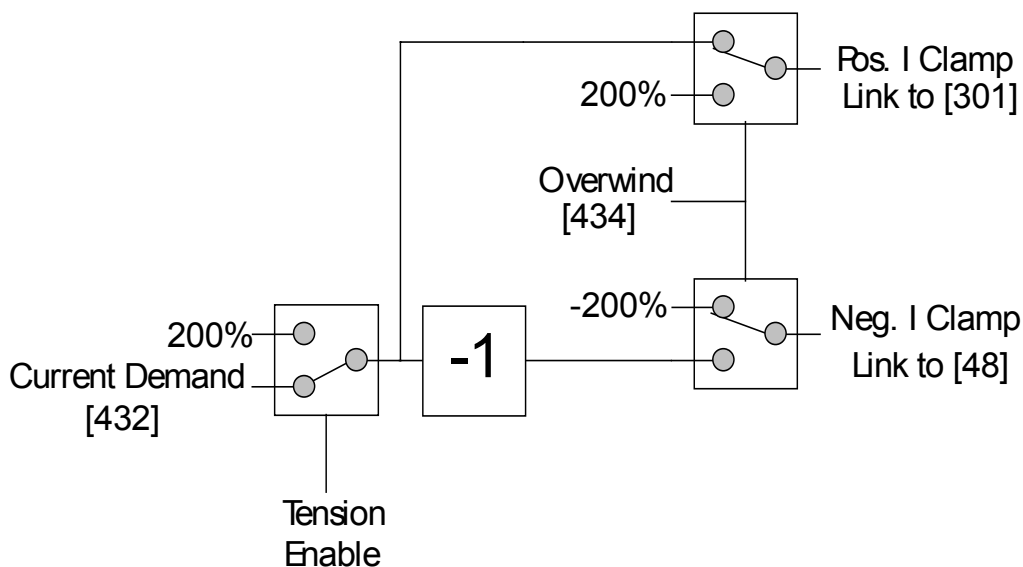 Pos. I Clamp
Link to [301]
200%
Overwind
[434]
-200%
Neg. I Clamp
Link to [48]
200%
-1
Current Demand
[432]
Tension
Enable